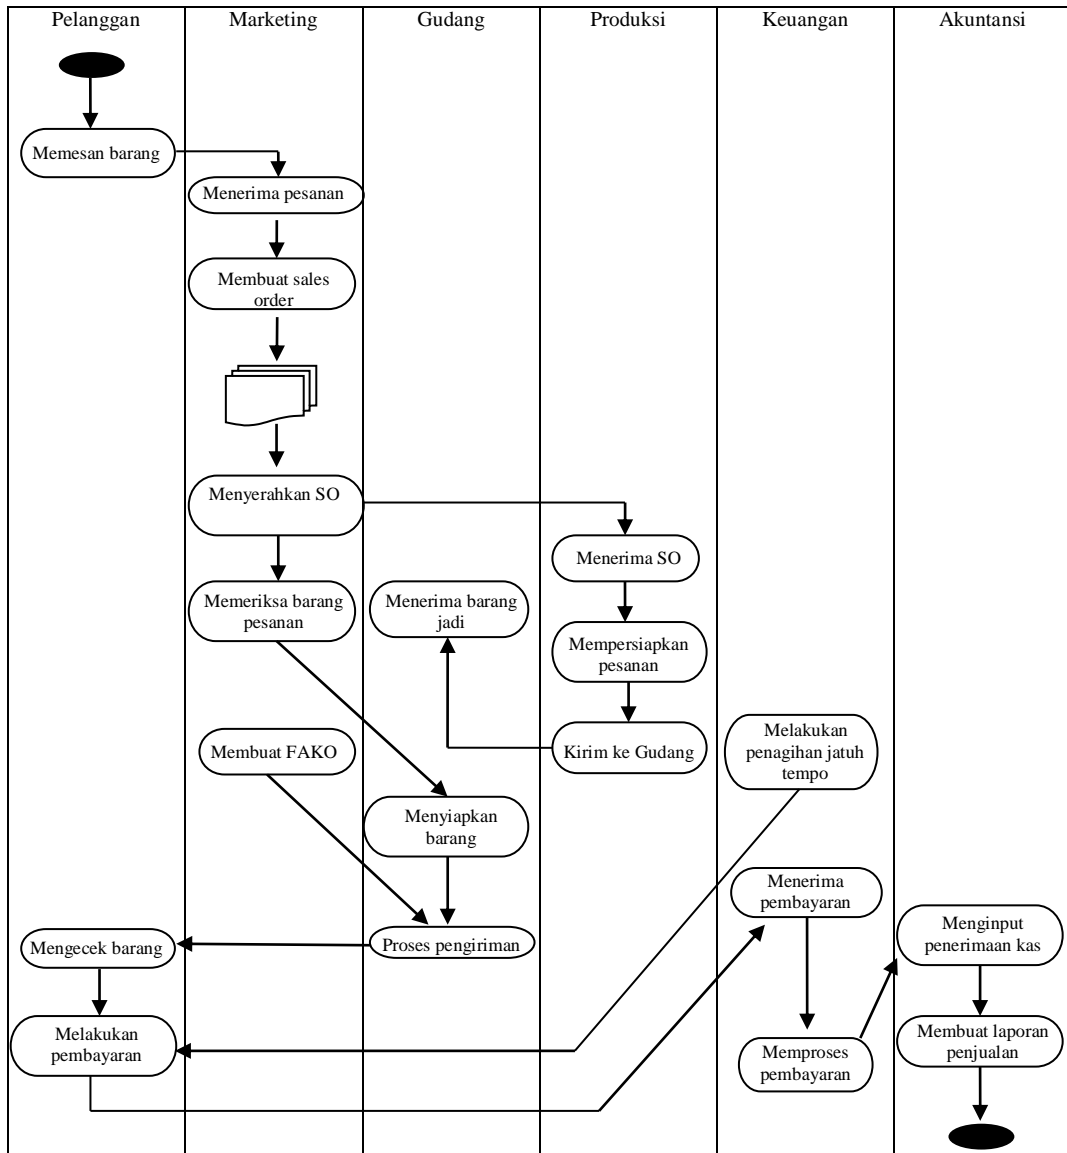 Pelanggan
Marketing
Gudang
Produksi
Keuangan
Akuntansi
Memesan barang
Menerima pesanan
Membuat sales
order
Menyerahkan SO
Menerima SO
Memeriksa barang
pesanan
Menerima barang
jadi
Mempersiapkan
pesanan
Membuat FAKO
Kirim ke Gudang
Melakukan
penagihan jatuh
tempo
Menyiapkan
barang
Menerima
pembayaran
Mengecek barang
Proses pengiriman
Menginput
penerimaan kas
Melakukan
pembayaran
Memproses
pembayaran
Membuat laporan
penjualan